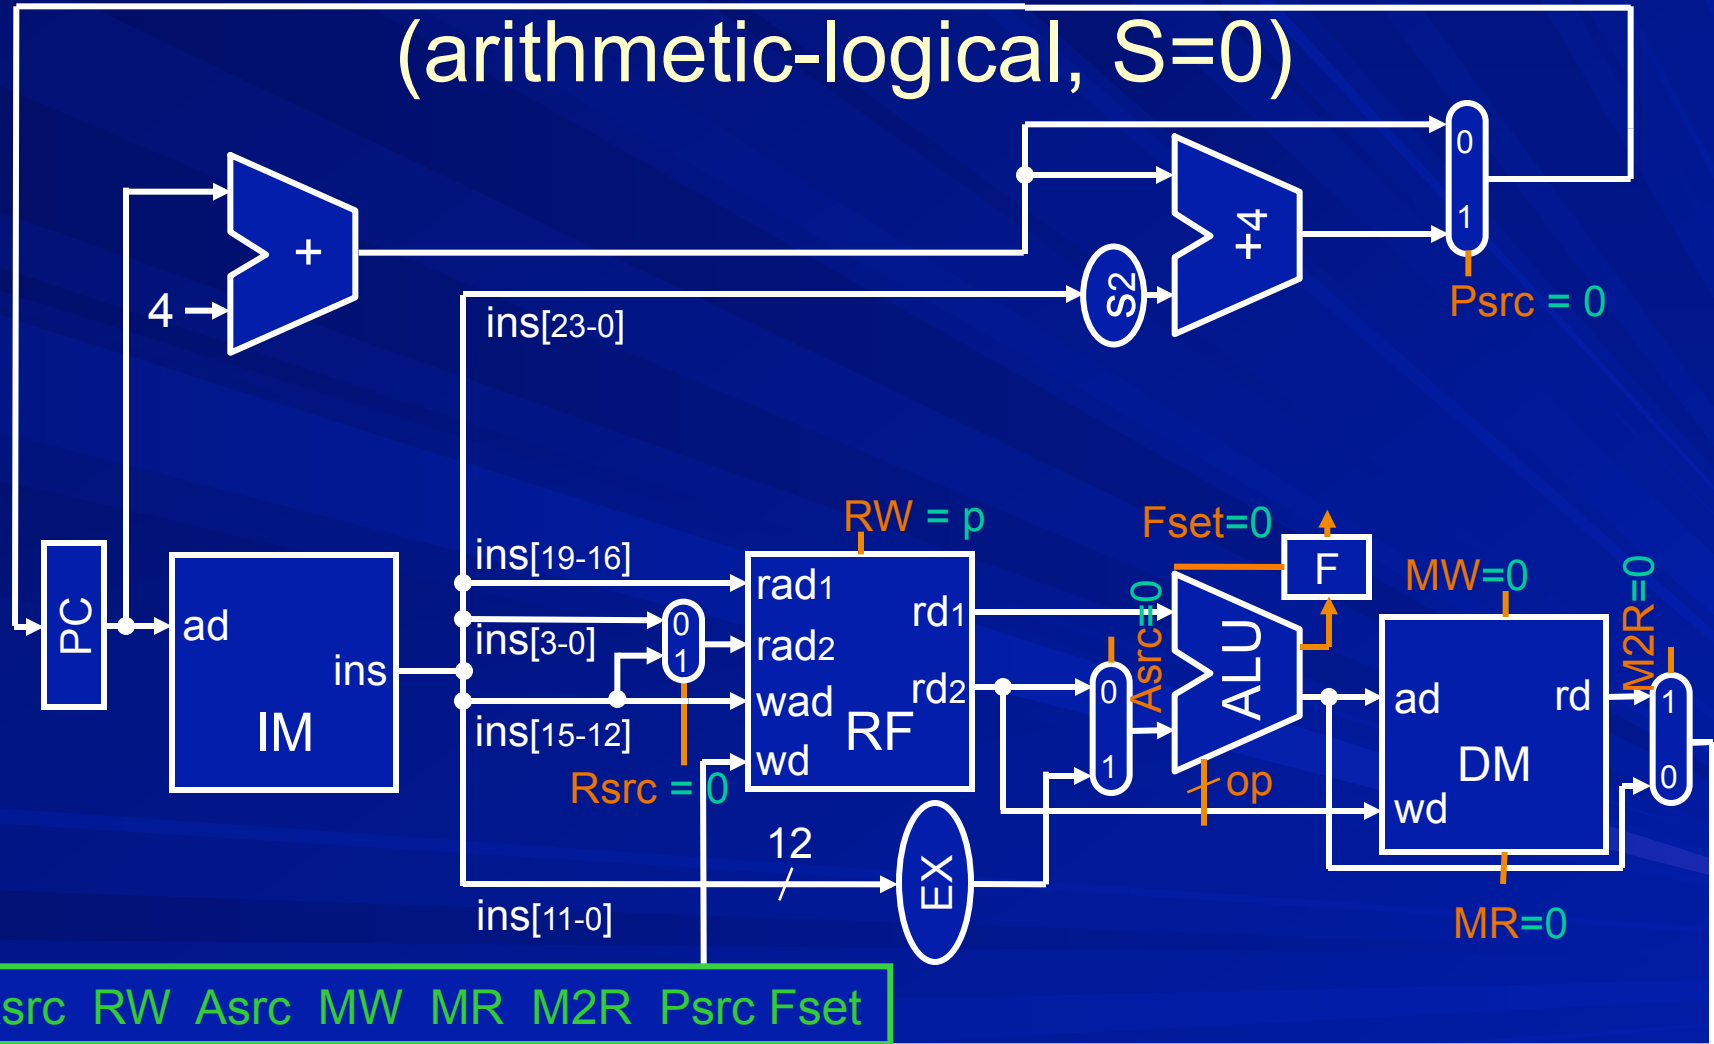 (arithmetic-logical, S=0)
0
1
+
+4
4
S2
Psrc = 0
ins[23-0]
RW = p
Fset=0
F
MW=0
M2R=0
ins[19-16]
rad1
rd1
Asrc=0
PC
ad
ins[3-0]
0
1
rad2
ALU
ins
rd2
0
ad
rd
1
IM
ins[15-12]
wad
RF
wd
1
DM
0
Rsrc = 0
op
wd
12
EX
ins[11-0]
MR=0
src RW Asrc MW MR M2R Psrc Fset